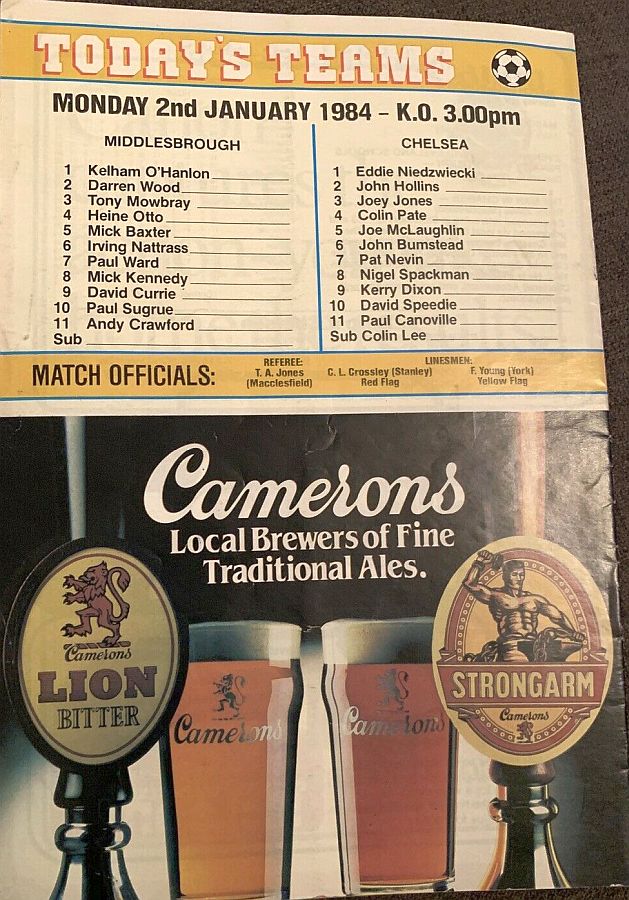 TODAY'S TEAMS
MONDAY 2nd JANUARY 1984 – K.O. 3.00pm
MIDDLESBROUGH
1 Kelham O'Hanlon
2 Darren Wood
3 Tony Mowbray
4 Heine Otto
5 Mick Baxter
6 Irving Nattrass
7 Paul Ward
8 Mick Kennedy
9 David Currie
10 Paul Sugrue
11 Andy Crawford
Sub
CHELSEA
1 Eddie Niedzwiecki
2 John Hollins
3 Joey Jones
4 Colin Pate
5 Joe McLaughlin
6 John Bumstead
7 Pat Nevin
8 Nigel Spackman
9 Kerry Dixon
10 David Speedie
11 Paul Canoville
Sub Colin Lee
MATCH OFFICIALS:
REFEREE:
T. A. Jones
(Macclesfield)
LINESMEN:
C. L. Crossley (Stanley)
Red Flag
F. Young (York)
Yellow Flag
Camerons
Local Brewers of Fine
Traditional Ales.
Camerons
LION
BITTER
Camerons
Camerons
STRONGARM
Camerons